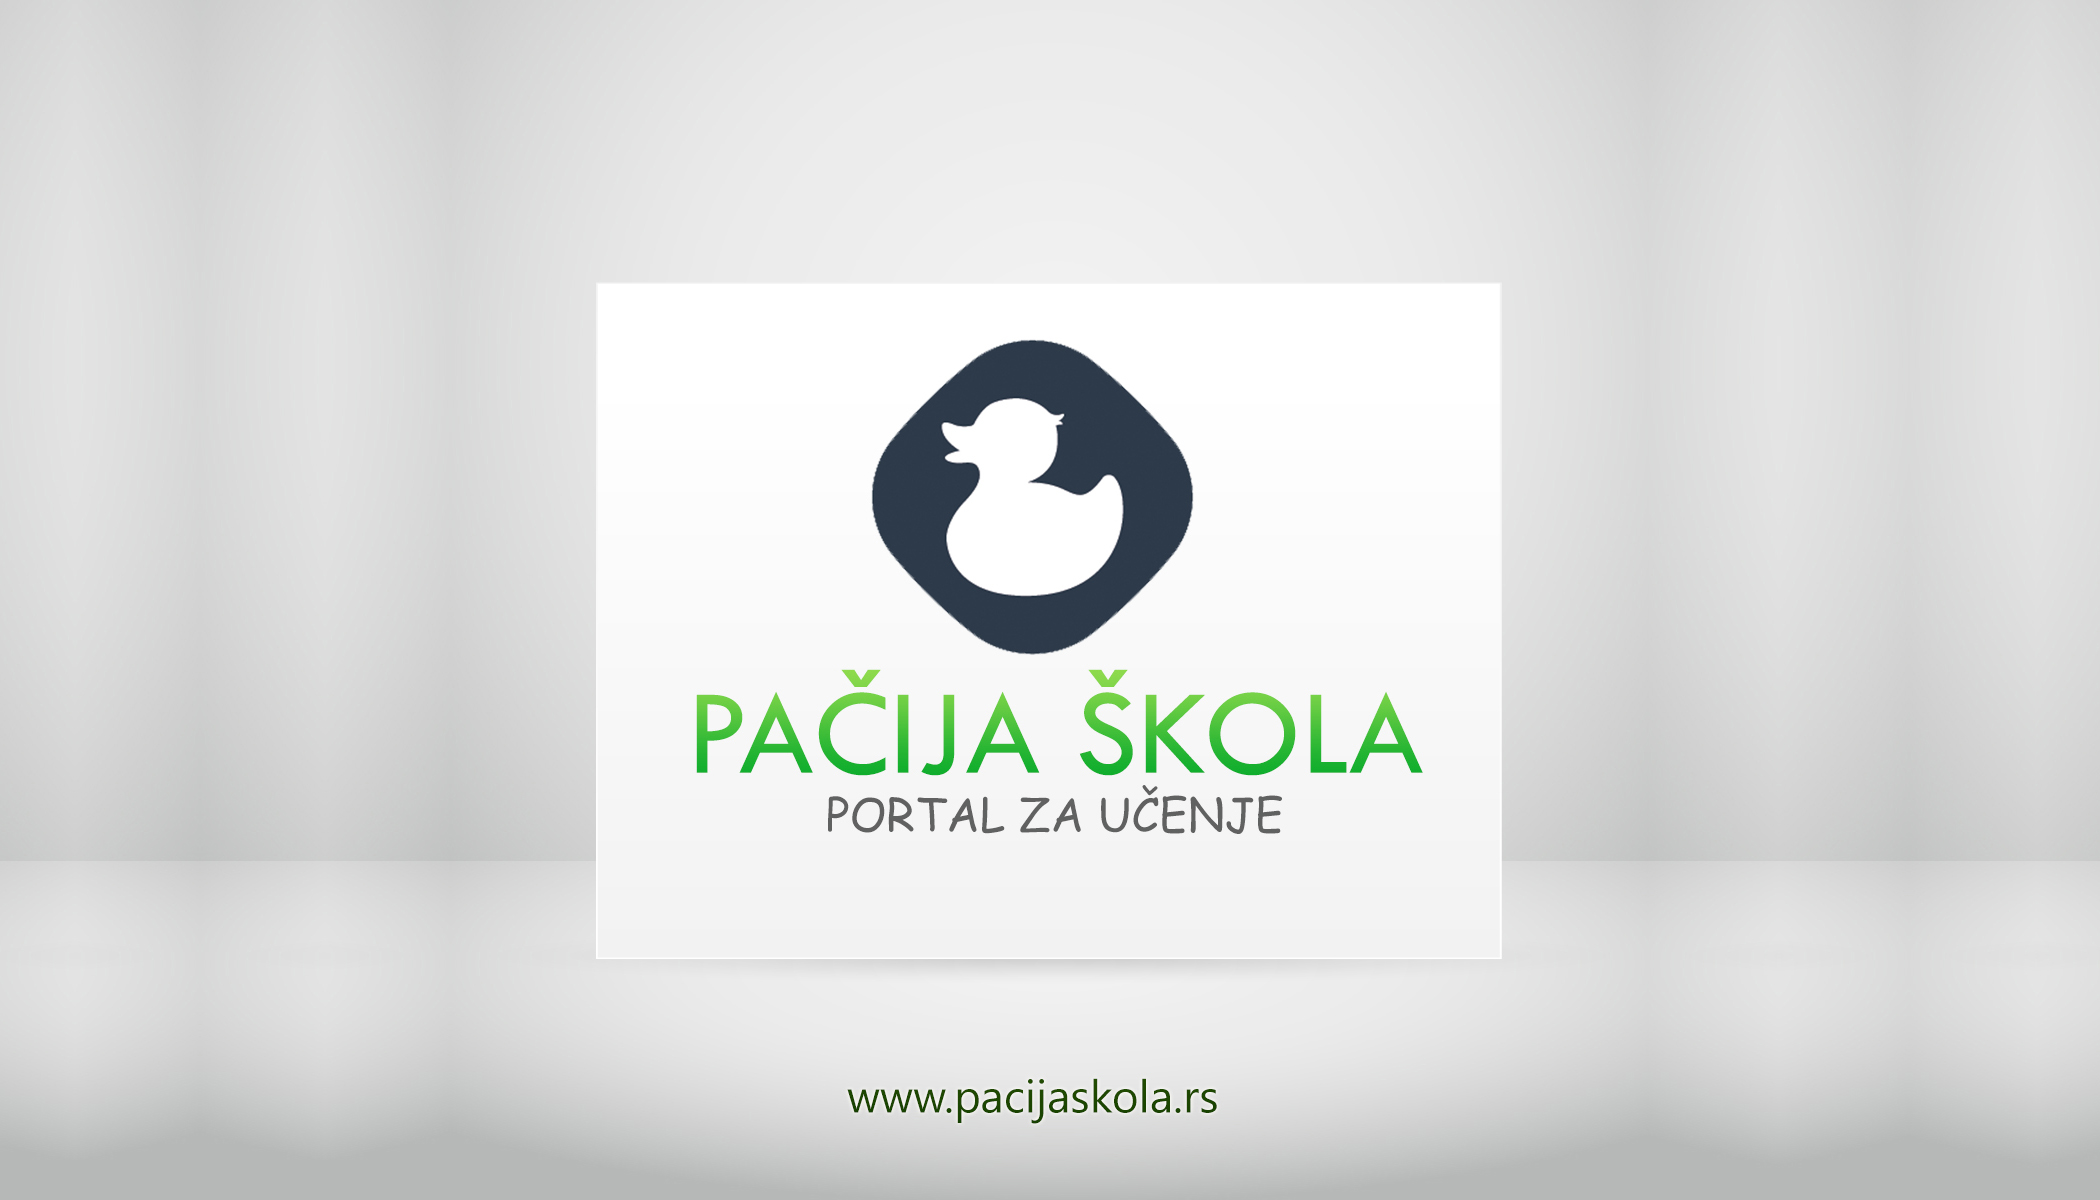 PAČIJA ŠKOLA
PORTAL ZA UČENJE
www.pacijaskola.rs